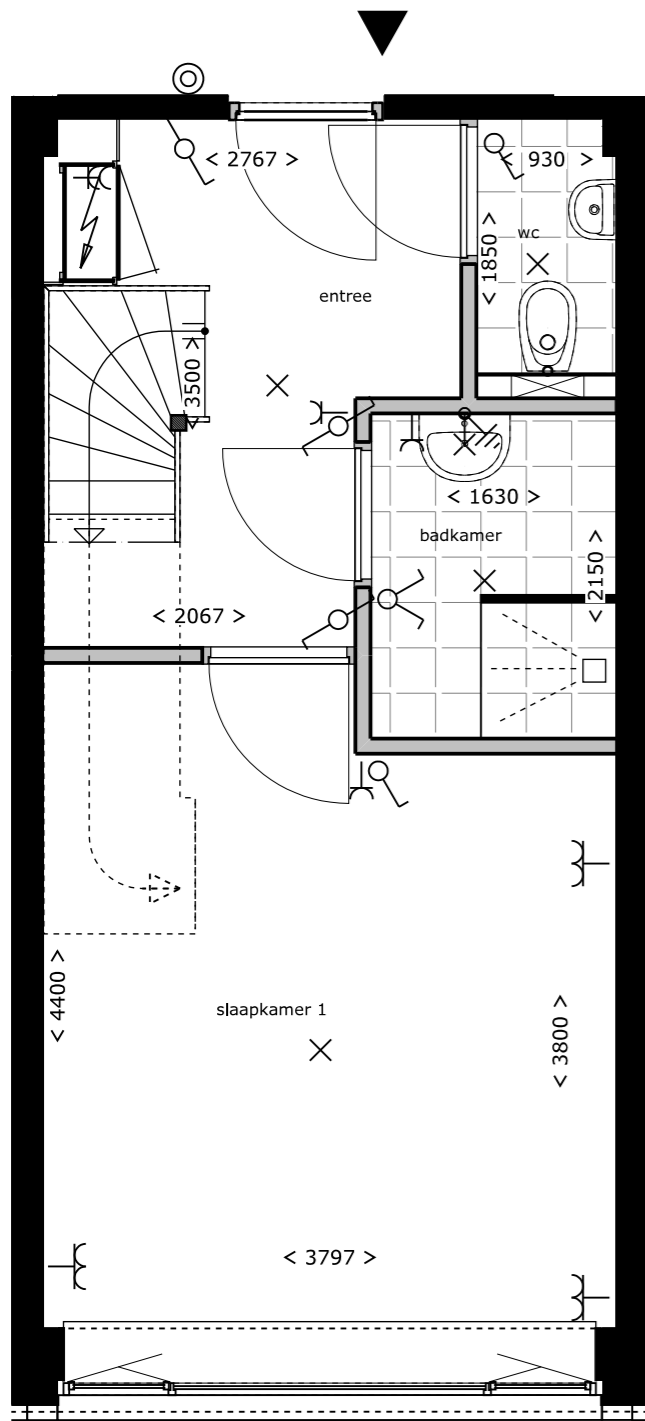 < 2767 >
< 930 >
wc
< 1850 >
entree
< 3500 >
< 1630 >
badkamer
< 2150 >
< 2067 >
< 4400 >
slaapkamer 1
< 3800 >
< 3797 >